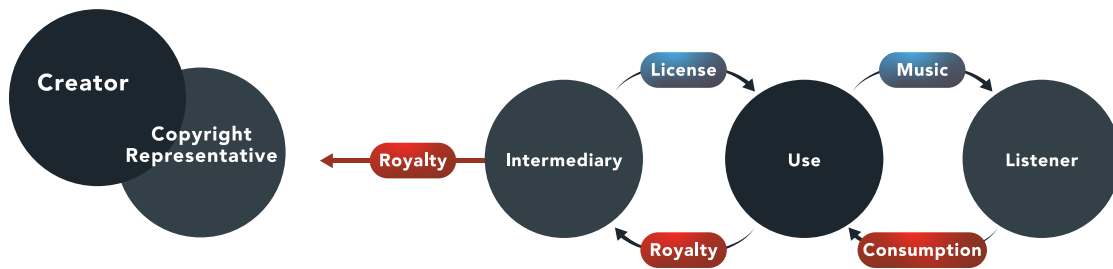 Creator
Copyright
Representative
Royalty
Intermediary
License
Royalty
Use
Music
Consumption
Listener